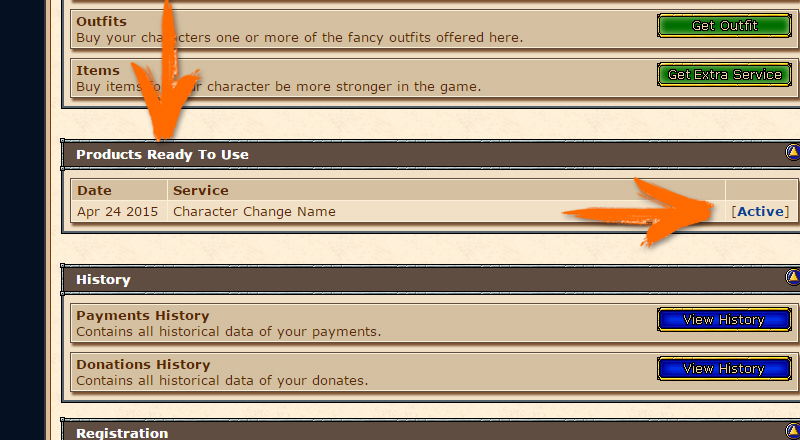 Outfits
Buy your characters one or more of the fancy outfits offered here.
Get Outfit
Items
Buy items character be more stronger in the game.
Get Extra Service
Products Ready To Use
Date Service
Apr 24 2015 Character Change Name [Active]
History
Payments History
Contains all historical data of your payments.
View History
Donations History
Contains all historical data of your donates.
View History
Registration